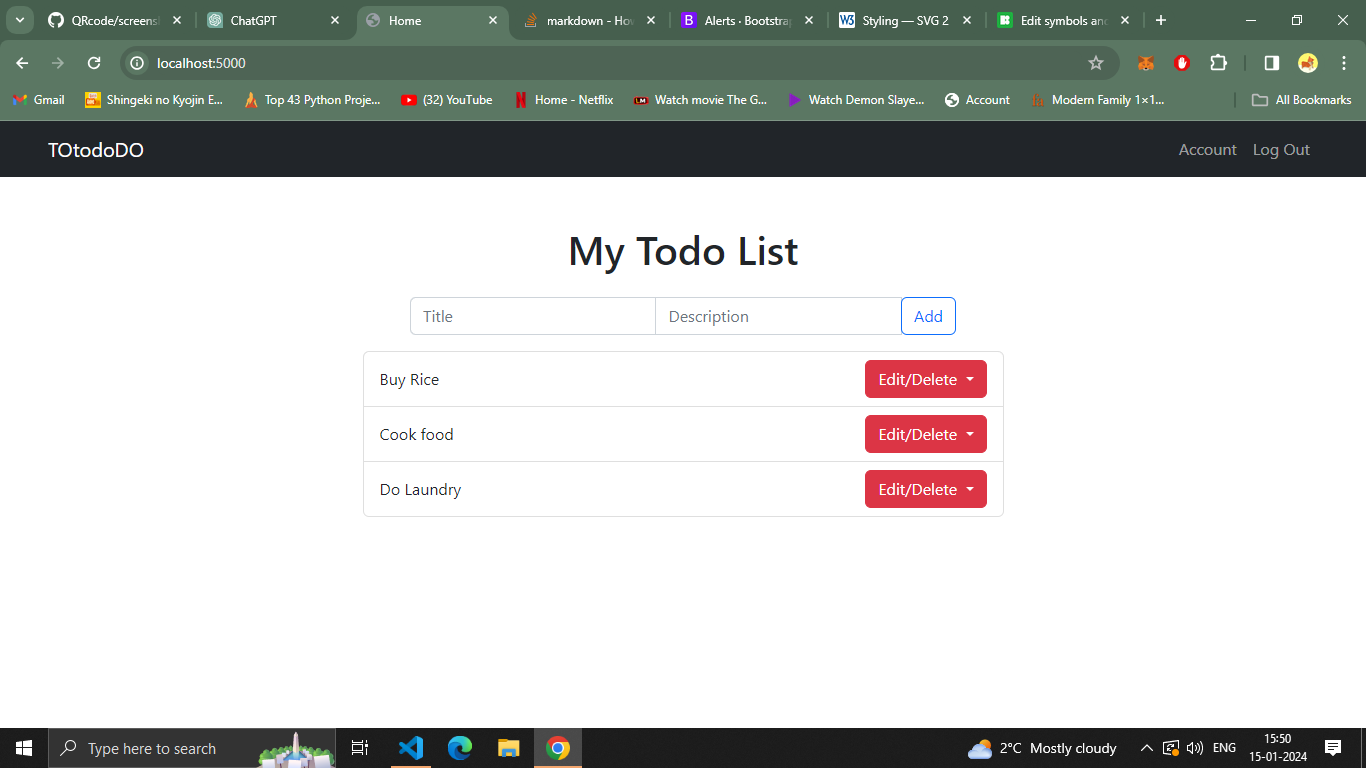 QRcode/screensl
ChatGPT
Home
markdown - Hov
Alerts · Bootstrap
Styling — SVG 2
Edit symbols and
localhost:5000
Gmail
Shingeki no Kyojin E...
Top 43 Python Proje...
(32) YouTube
Home - Netflix
Watch movie The G...
Watch Demon Slaye...
Account
Modern Family 1×1...
All Bookmarks
TOtodoDO
Account
Log Out
My Todo List
Title
Description
Add
Buy Rice
Edit/Delete
Cook food
Edit/Delete
Do Laundry
Edit/Delete
Type here to search
2°C Mostly cloudy
ENG
15:50
15-01-2024